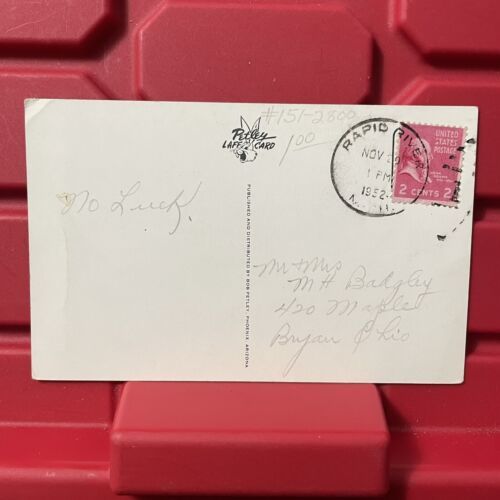 #151-2800
1.00
Petley
LAFF CARD
RAPID RIVER
NOV
1 PM
1952
UNITED
STATES
POSTAGE
2 CENTS 2
No Luck!
PUBLISHED AND DISTRIBUTED BY BOB PETLEY, PHOENIX, ARIZONA
Mr & Mrs
M H Badgley
420 Maple
Bryan Ohio